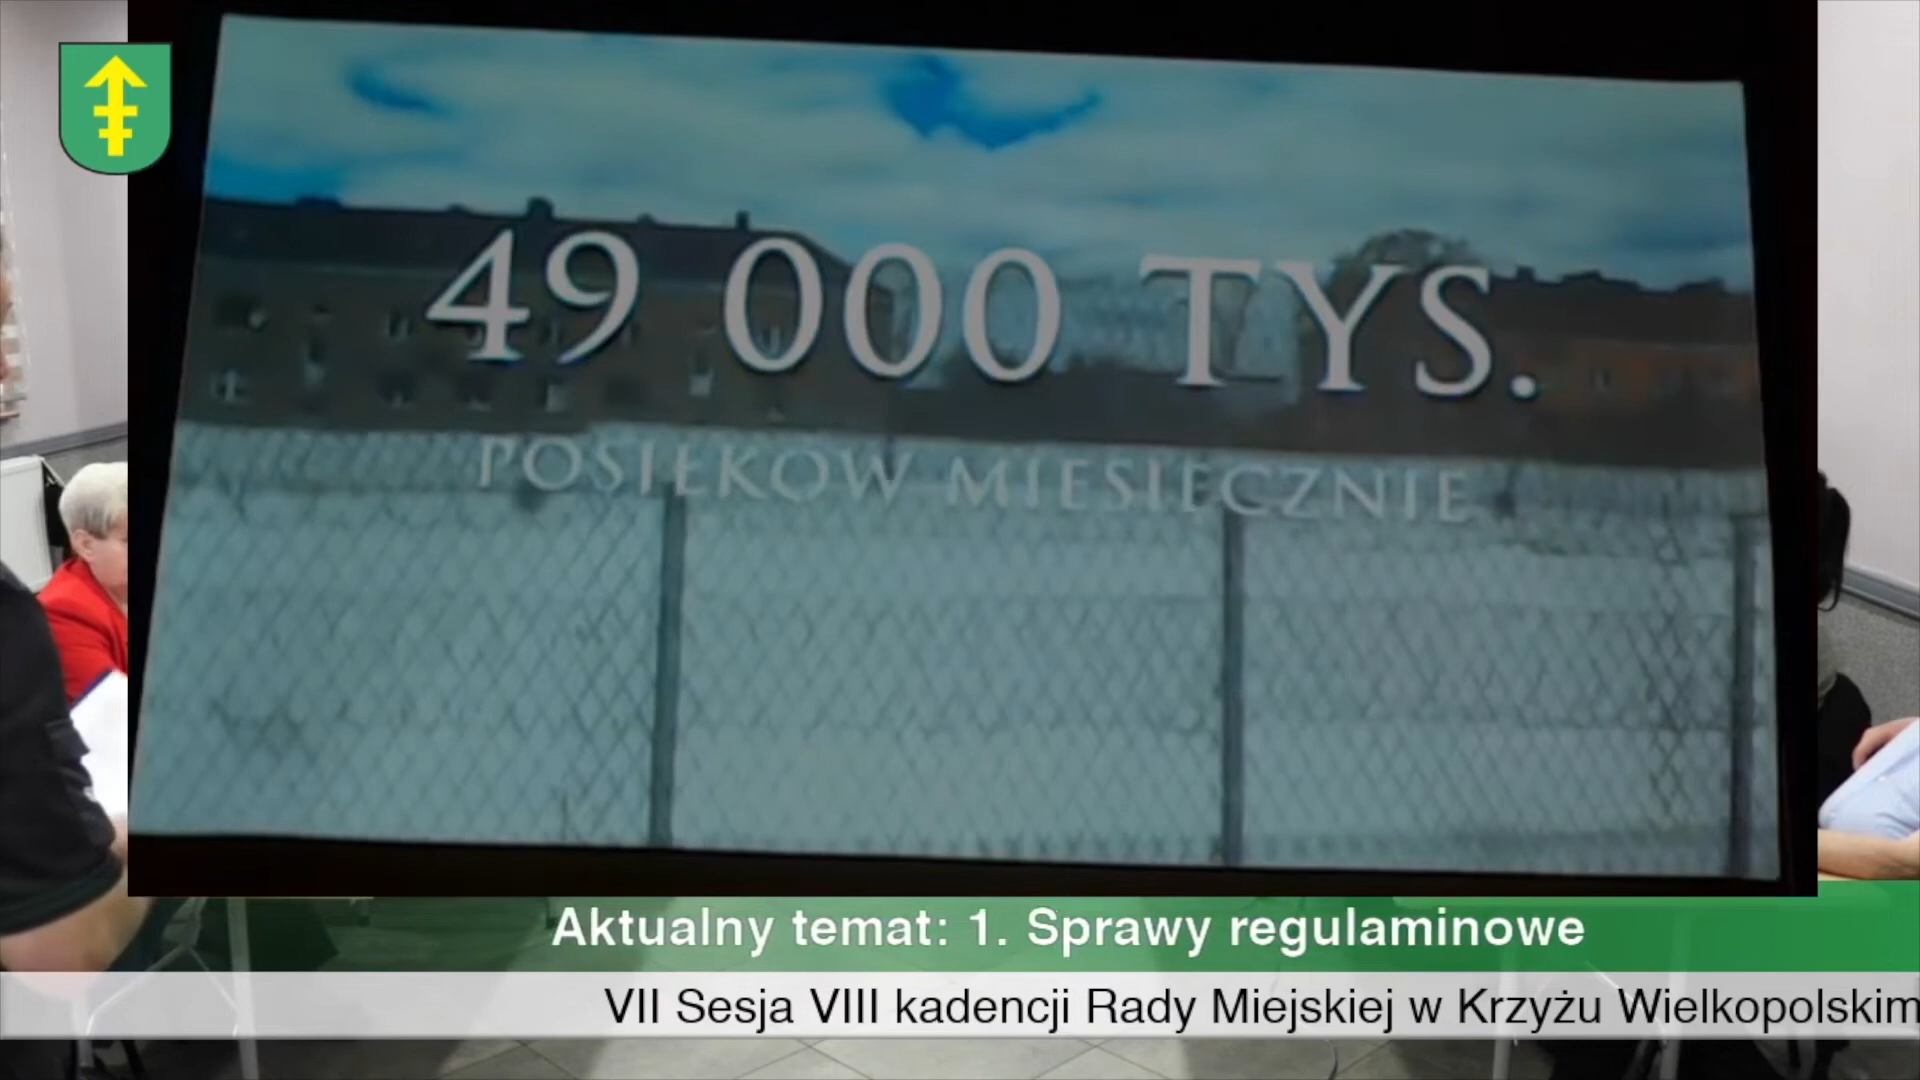 49 000 TYS.
POSIŁKÓW MIESIĘCZNIE
Aktualny temat: 1. Sprawy regulaminowe
VII Sesja VIII kadencji Rady Miejskiej w Krzyżu Wielkopolskim